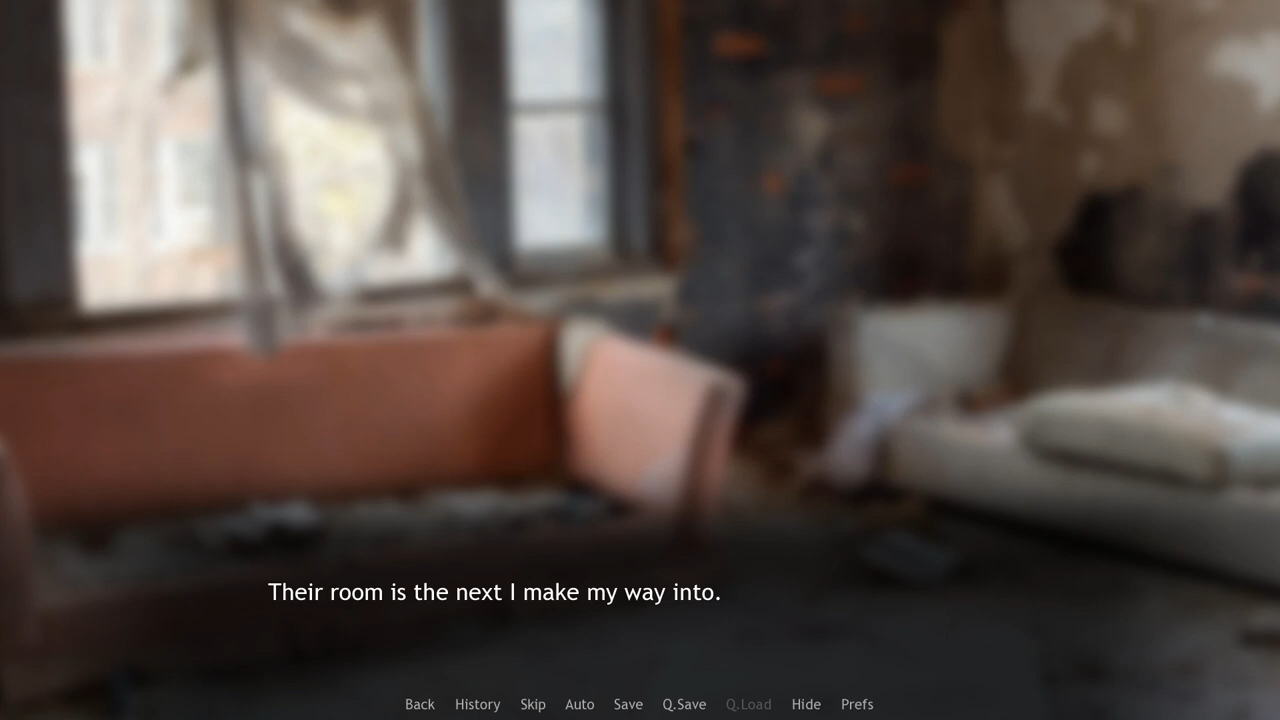 Their room is the next I make my way into.
Back History Skip Auto Save Q.Save Q.Load Hide Prefs